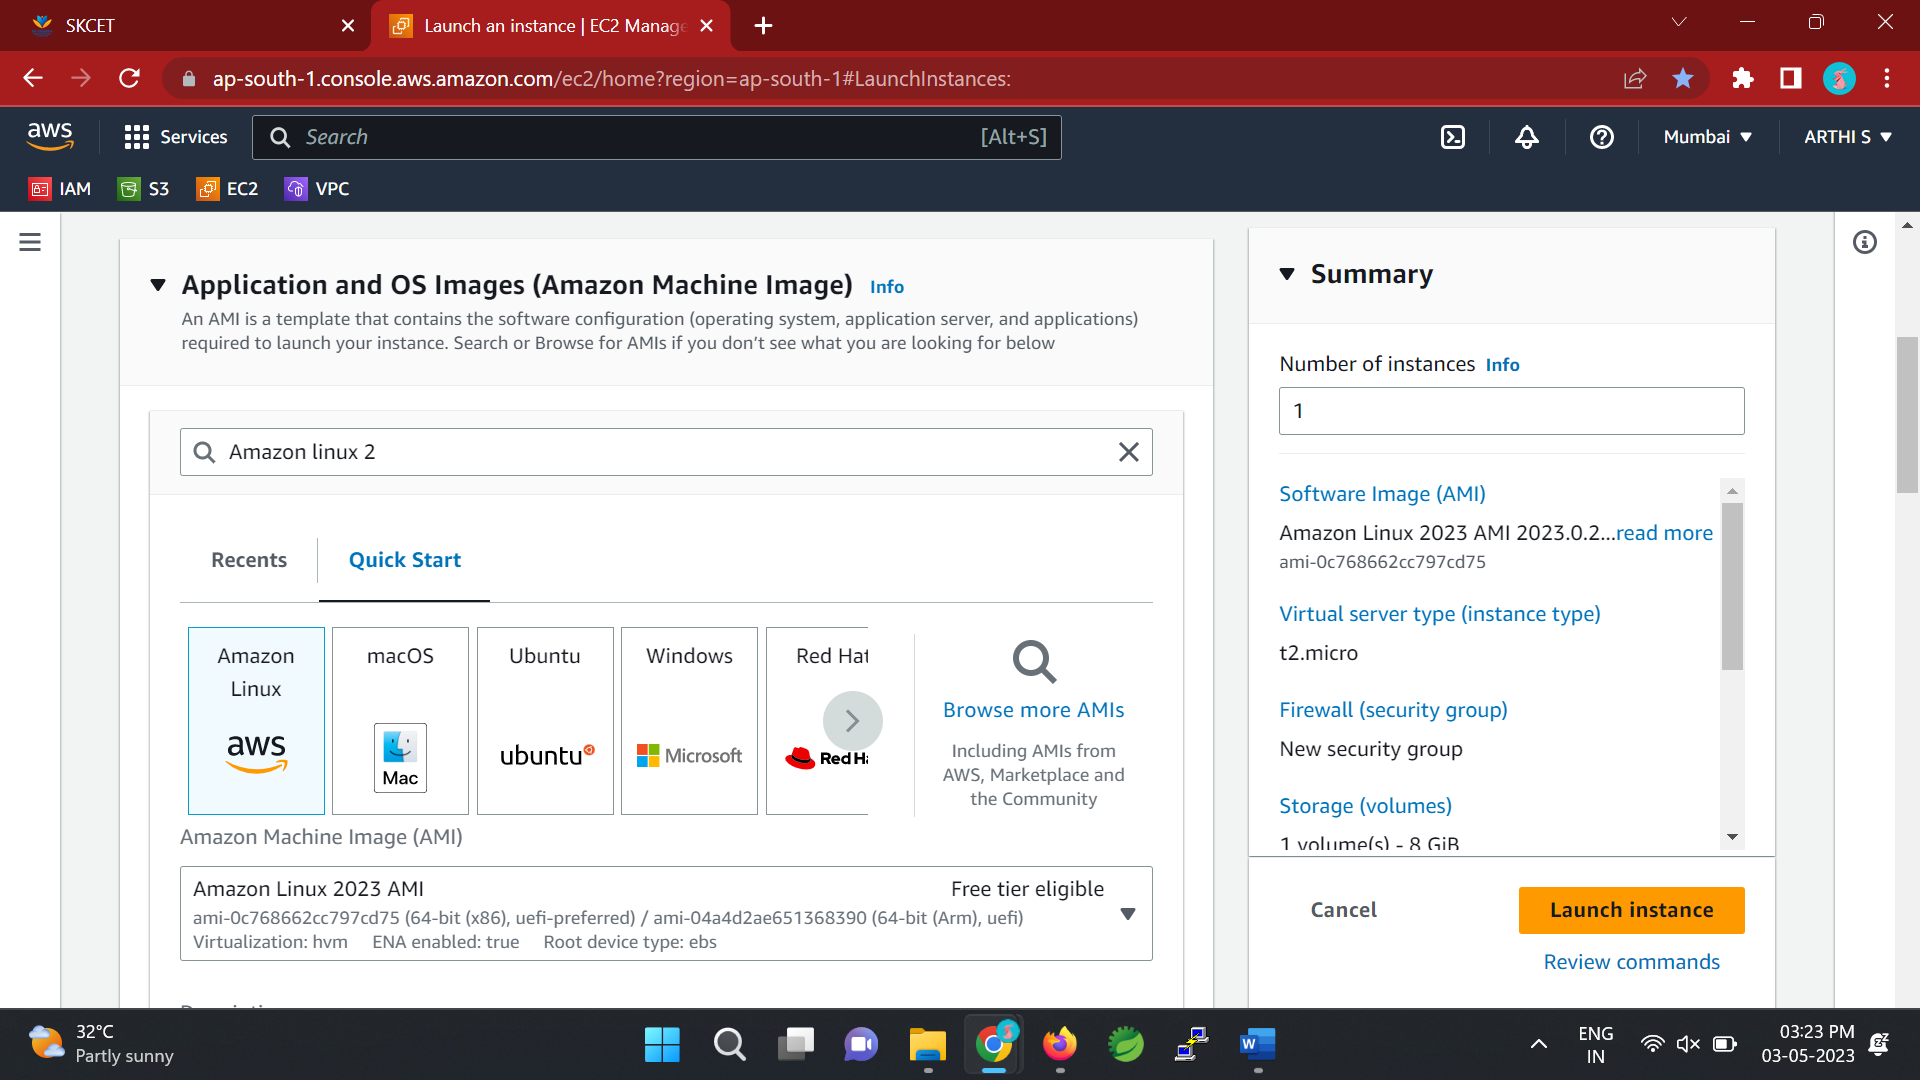 SKCET
Launch an instance | EC2 Manage
ap-south-1.console.aws.amazon.com/ec2/home?region=ap-south-1#LaunchInstances:
aws
Services
Search
[Alt+S]
Mumbai
ARTHI S
IAM
S3
EC2
VPC
Application and OS Images (Amazon Machine Image) Info
An AMI is a template that contains the software configuration (operating system, application server, and applications)
required to launch your instance. Search or Browse for AMIs if you don’t see what you are looking for below
Amazon linux 2
Recents
Quick Start
Amazon
Linux
aws
macOS
Mac
Ubuntu
ubuntu
Windows
Microsoft
Red Hat
Red Ha
Browse more AMIs
Including AMIs from
AWS, Marketplace and
the Community
Amazon Machine Image (AMI)
Amazon Linux 2023 AMI
Free tier eligible
ami-0c768662cc797cd75 (64-bit (x86), uefi-preferred) / ami-04a4d2ae651368390 (64-bit (Arm), uefi)
Virtualization: hvm ENA enabled: true Root device type: ebs
Summary
Number of instances Info
1
Software Image (AMI)
Amazon Linux 2023 AMI 2023.0.2...read more
ami-0c768662cc797cd75
Virtual server type (instance type)
t2.micro
Firewall (security group)
New security group
Storage (volumes)
1 volume(s) - 8 GiB
Cancel
Launch instance
Review commands
32°C
Partly sunny
W
ENG
IN
03:23 PM
03-05-2023